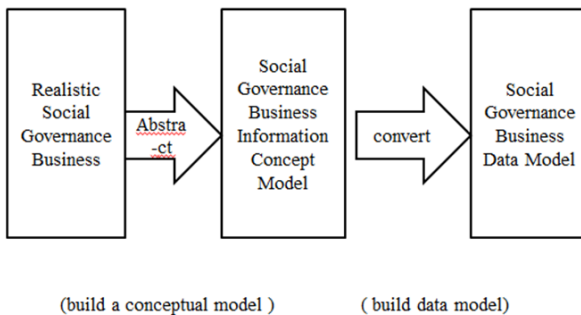 Realistic
Social
Governance
Business
Abstra
-ct
Social
Governance
Business
Information
Concept
Model
convert
Social
Governance
Business
Data Model
(build a conceptual model )
( build data model)